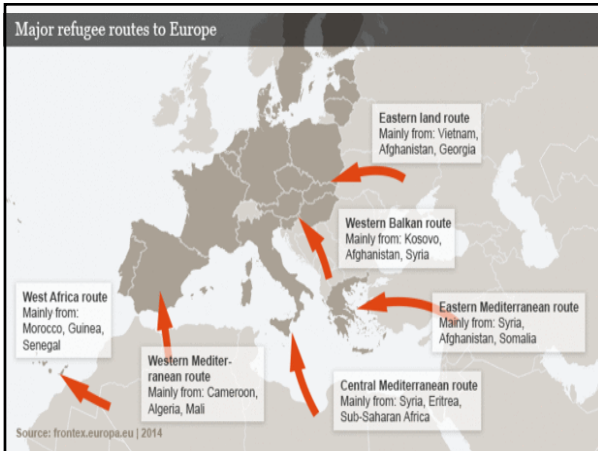 Major refugee routes to Europe
Eastern land route
Mainly from: Vietnam,
Afghanistan, Georgia
Western Balkan route
Mainly from: Kosovo,
Afghanistan, Syria
West Africa route
Mainly from:
Morocco, Guinea,
Senegal
Eastern Mediterranean route
Mainly from: Syria,
Afghanistan, Somalia
Western Mediter-
ranean route
Mainly from: Cameroon,
Algeria, Mali
Central Mediterranean route
Mainly from: Syria, Eritrea,
Sub-Saharan Africa
Source: frontex.europa.eu | 2014